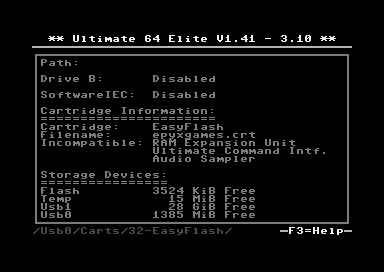 ** Ultimate 64 Elite V1.41 - 3.10 **
Path:
Drive B: Disabled
SoftwareIEC: Disabled
Cartridge Information:
======================
Cartridge: EasyFlash
Filename: epyxgames.crt
Incompatible: RAM Expansion Unit
Ultimate Command Intf.
Audio Sampler
Storage Devices:
================
Flash 3524 KiB Free
Temp 15 MiB Free
Usb1 28 GiB Free
Usb0 1385 MiB Free
/Usb0/Carts/32-EasyFlash/ —F3=Help—